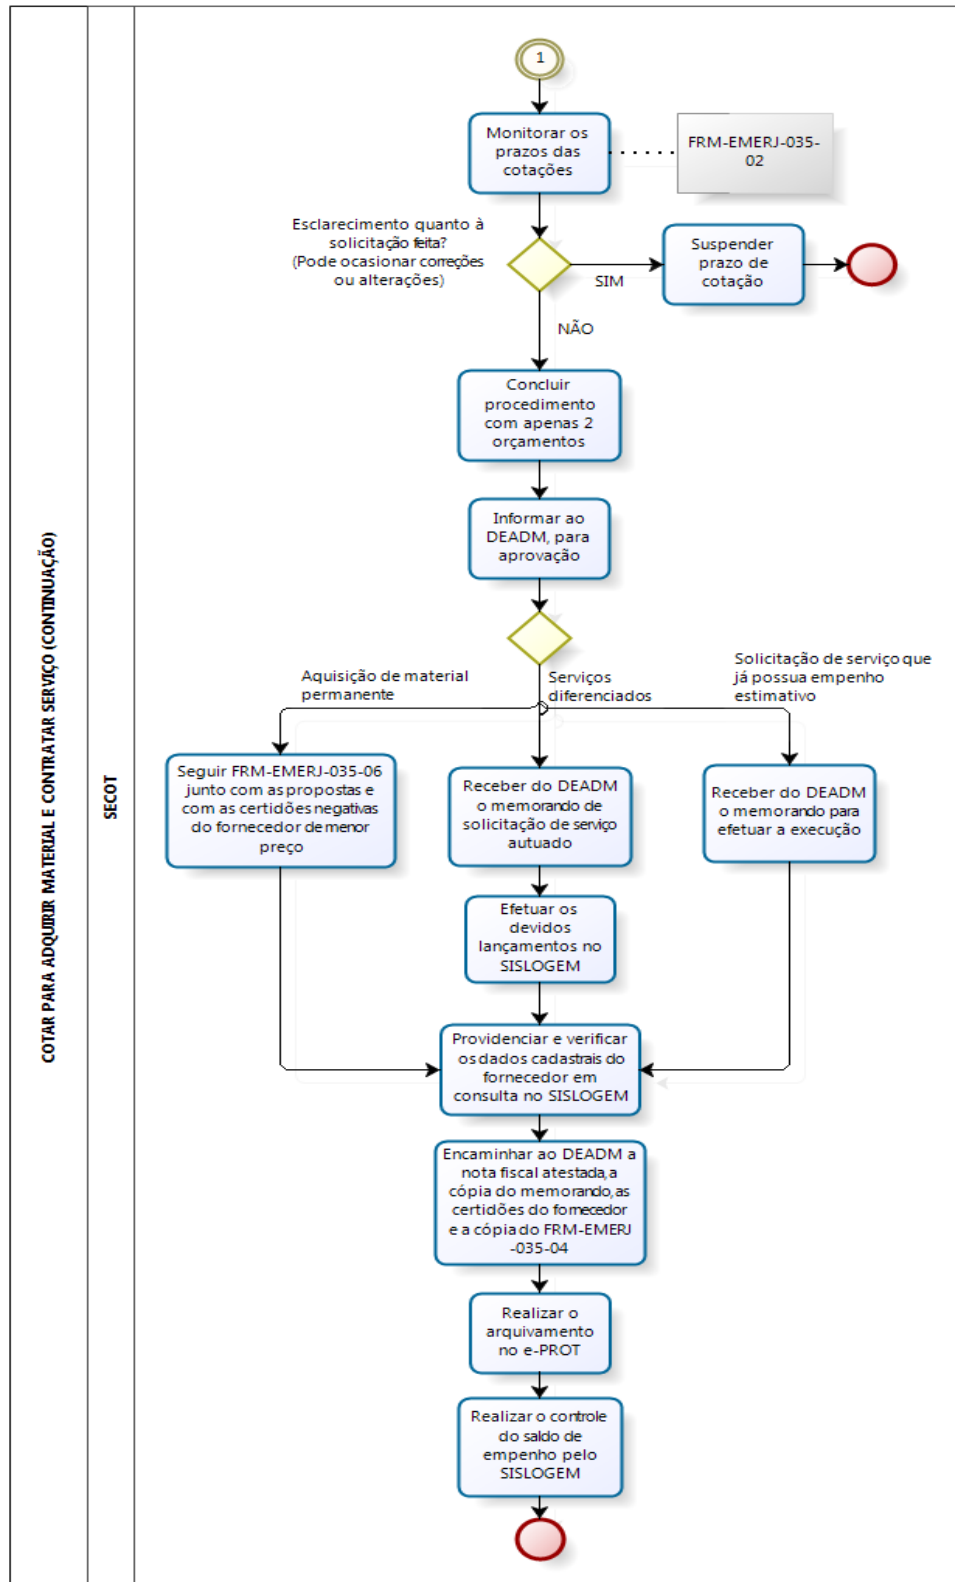 COTAR PARA ADQUIRIR MATERIAL E CONTRATAR SERVIÇO (CONTINUAÇÃO)
SECOT
1
Monitorar os
prazos das
cotações
FRM-EMERJ-035-
02
Esclarecimento quanto à
solicitação feita?
(Pode ocasionar correções
ou alterações)
SIM
Suspender
prazo de
cotação
NÃO
Concluir
procedimento
com apenas 2
orçamentos
Informar ao
DEADM, para
aprovação
Aquisição de material
permanente
Serviços
diferenciados
Solicitação de serviço que
já possua empenho
estimativo
Seguir FRM-EMERJ-035-06
junto com as propostas e
com as certidões negativas
do fornecedor de menor
preço
Receber do DEADM
o memorando de
solicitação de serviço
autuado
Receber do DEADM
o memorando para
efetuar a execução
Efetuar os
devidos
lançamentos no
SISLOGEM
Providenciar e verificar
os dados cadastrais do
fornecedor em
consulta no SISLOGEM
Encaminhar ao DEADM a
nota fiscal atestada, a
cópia do memorando, as
certidões do fornecedor
e a cópia do FRM-EMERJ
-035-04
Realizar o
arquivamento
no e-PROT
Realizar o controle
do saldo de
empenho pelo
SISLOGEM